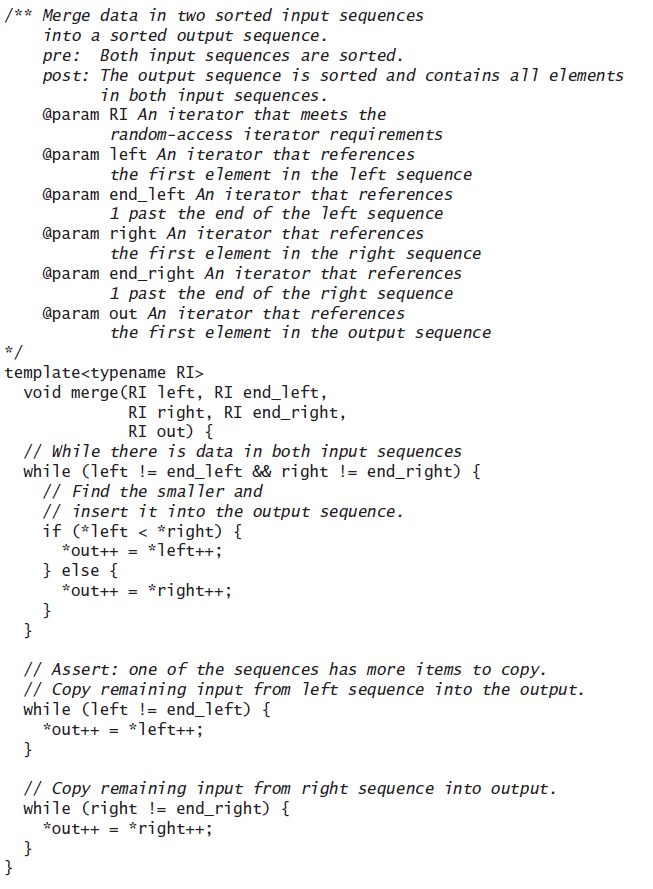 /** Merge data in two sorted input sequences
    into a sorted output sequence.
    pre:  Both input sequences are sorted.
    post: The output sequence is sorted and contains all elements
          in both input sequences.
    @param RI An iterator that meets the
           random-access iterator requirements
    @param left An iterator that references
           the first element in the left sequence
    @param end_left An iterator that references
           1 past the end of the left sequence
    @param right An iterator that references
           the first element in the right sequence
    @param end_right An iterator that references
           1 past the end of the right sequence
    @param out An iterator that references
           the first element in the output sequence
*/
template<typename RI>
  void merge(RI left, RI end_left,
             RI right, RI end_right,
             RI out) {
  // While there is data in both input sequences
  while (left != end_left && right != end_right) {
    // Find the smaller and
    // insert it into the output sequence.
    if (*left < *right) {
      *out++ = *left++;
    } else {
      *out++ = *right++;
    }
  }

  // Assert: one of the sequences has more items to copy.
  // Copy remaining input from left sequence into the output.
  while (left != end_left) {
    *out++ = *left++;
  }

  // Copy remaining input from right sequence into output.
  while (right != end_right) {
    *out++ = *right++;
  }
}